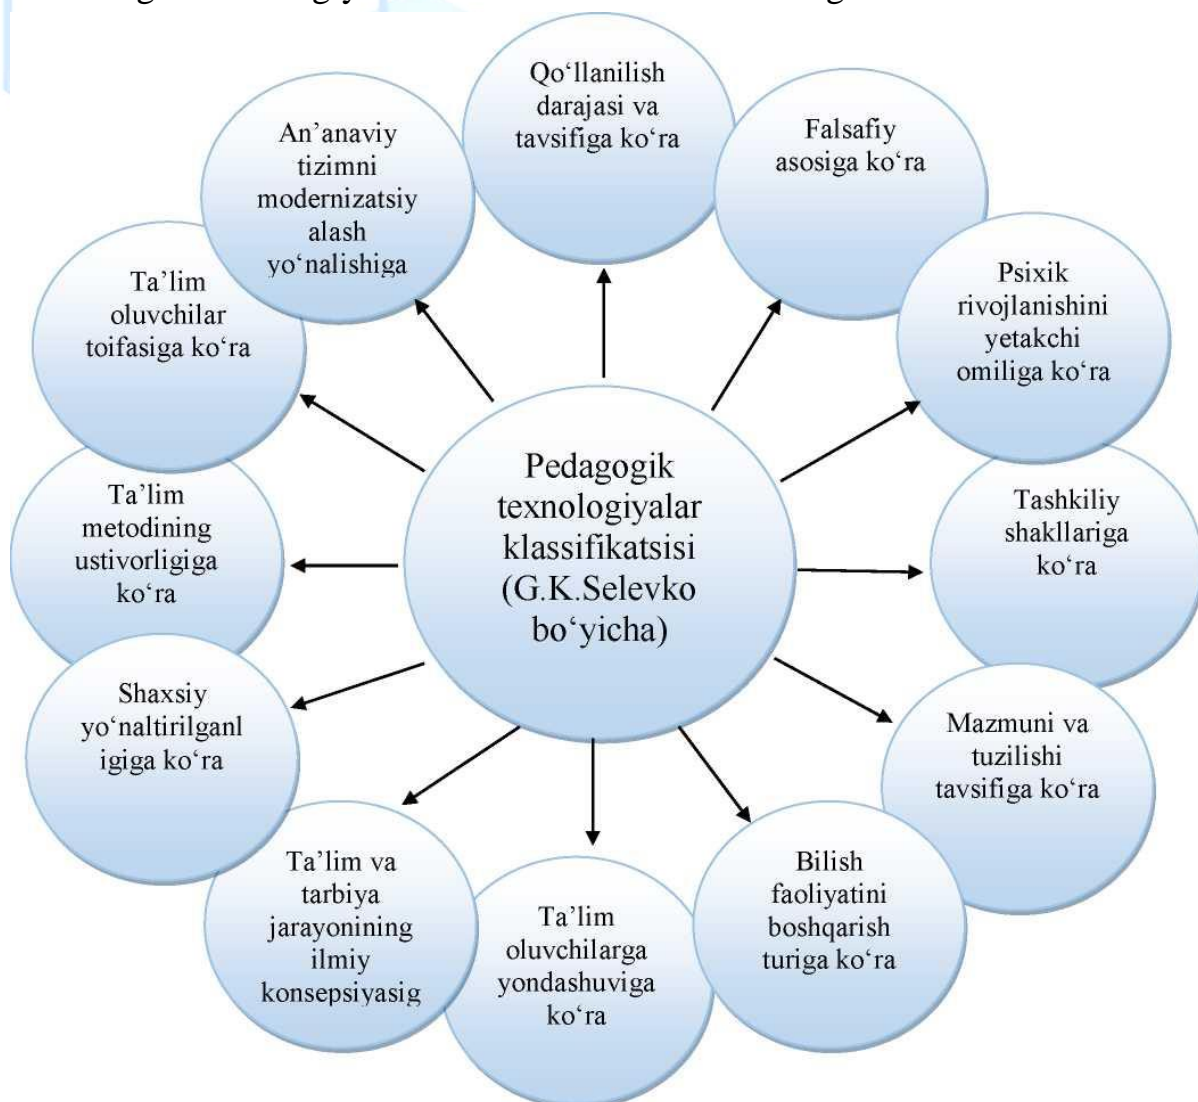 Qo‘llanilish
darajasi va
tavsifiga ko‘ra
Falsafiy
asosiga ko‘ra
Psixik
rivojlanishini
yetakchi
omiliga ko‘ra
Tashkiliy
shakllariga
ko‘ra
Mazmuni va
tuzilishi
tavsifiga ko‘ra
Bilish
faoliyatini
boshqarish
turiga ko‘ra
Ta’lim
oluvchilarga
yondashuviga
ko‘ra
Ta’lim va
tarbiya
jarayonining
ilmiy
konsepsiyasig
Shaxsiy
yo‘naltirilganl
igiga ko‘ra
Ta’lim
metodining
ustivorligiga
ko‘ra
Ta’lim
oluvchilar
toifasiga ko‘ra
An’anaviy
tizimni
modernizatsiy
alash
yo‘nalishiga
Pedagogik
texnologiyalar
klassifikatsisi
(G.K.Selevko
bo‘yicha)